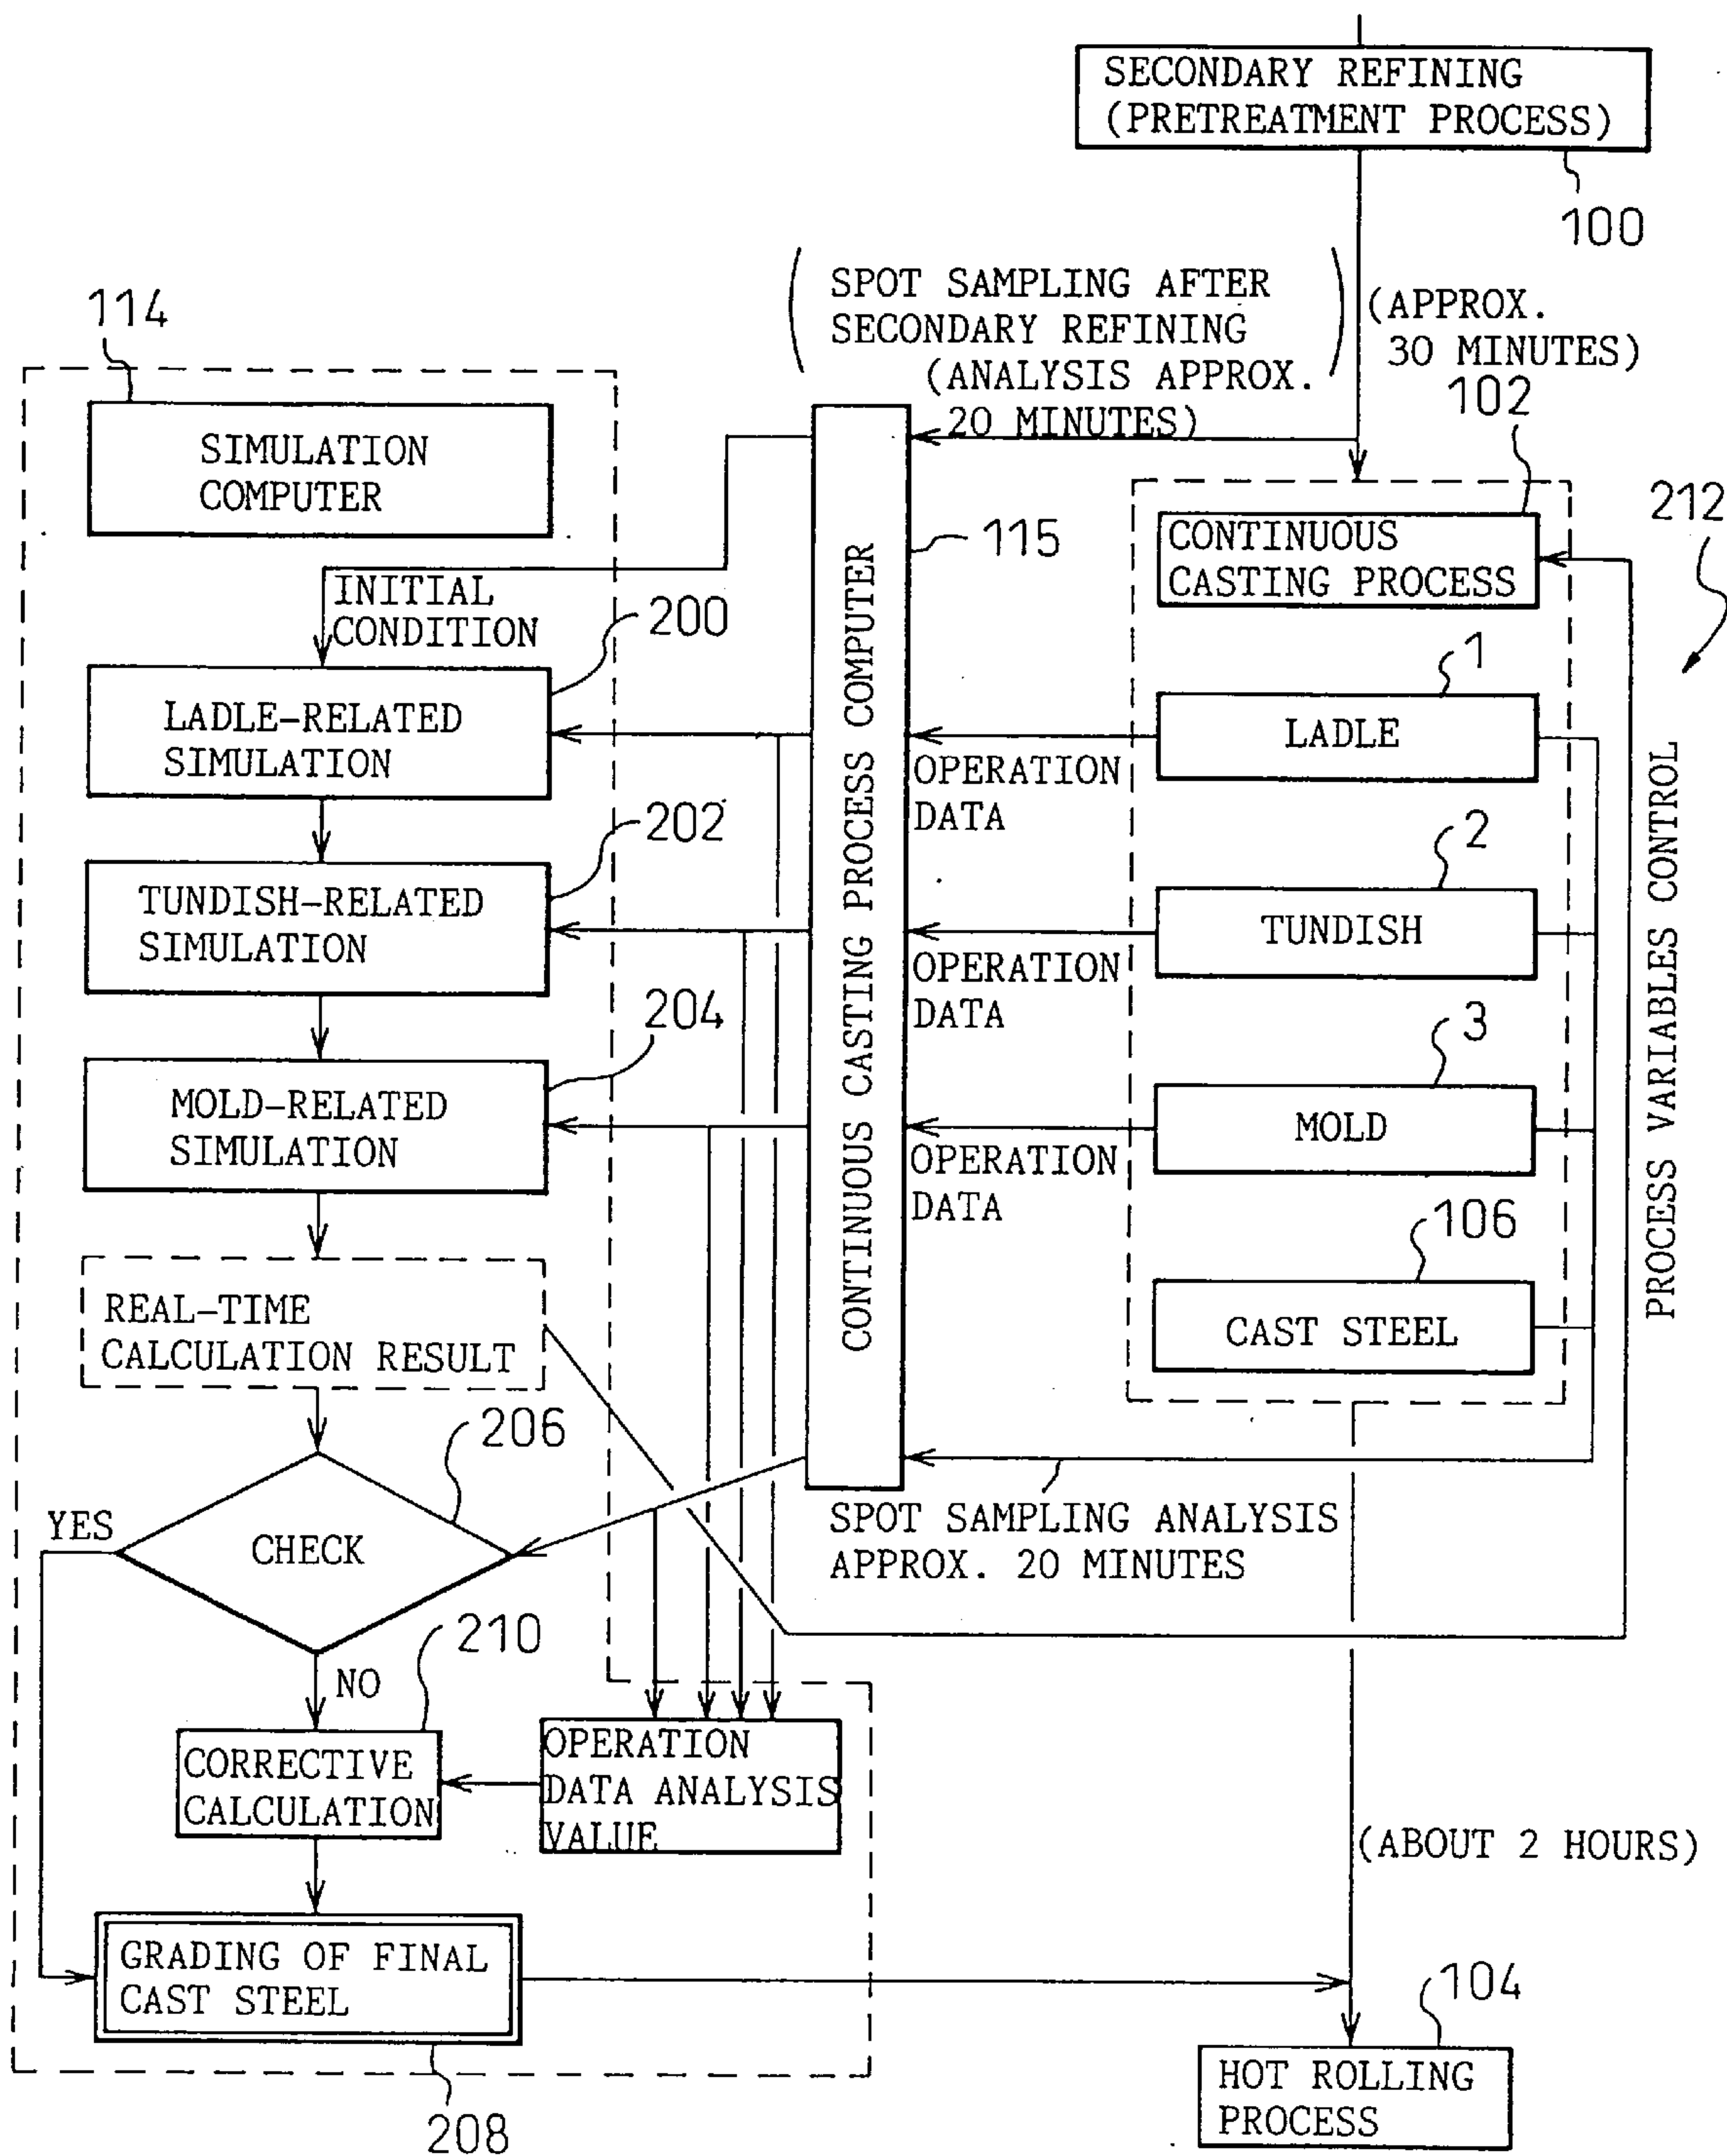 SECONDARY REFINING
(PRETREATMENT PROCESS)
100
(SPOT SAMPLING AFTER
SECONDARY REFINING
(ANALYSIS APPROX.
20 MINUTES))
(APPROX.
30 MINUTES)
102
114
SIMULATION
COMPUTER
INITIAL
CONDITION
200
LADLE-RELATED
SIMULATION
202
TUNDISH-RELATED
SIMULATION
204
MOLD-RELATED
SIMULATION
REAL-TIME
CALCULATION RESULT
206
YES
CHECK
NO
210
CORRECTIVE
CALCULATION
OPERATION
DATA ANALYSIS
VALUE
GRADING OF FINAL
CAST STEEL
208
CONTINUOUS CASTING PROCESS COMPUTER
115
CONTINUOUS
CASTING PROCESS
212
1
LADLE
OPERATION
DATA
2
TUNDISH
OPERATION
DATA
3
MOLD
OPERATION
DATA
106
CAST STEEL
PROCESS VARIABLES CONTROL
SPOT SAMPLING ANALYSIS
APPROX. 20 MINUTES
(ABOUT 2 HOURS)
104
HOT ROLLING
PROCESS